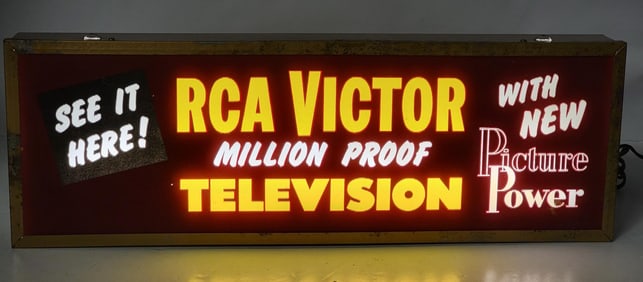 SEE IT
HERE!
RCA VICTOR
MILLION PROOF
TELEVISION
WITH
NEW
Picture
Power